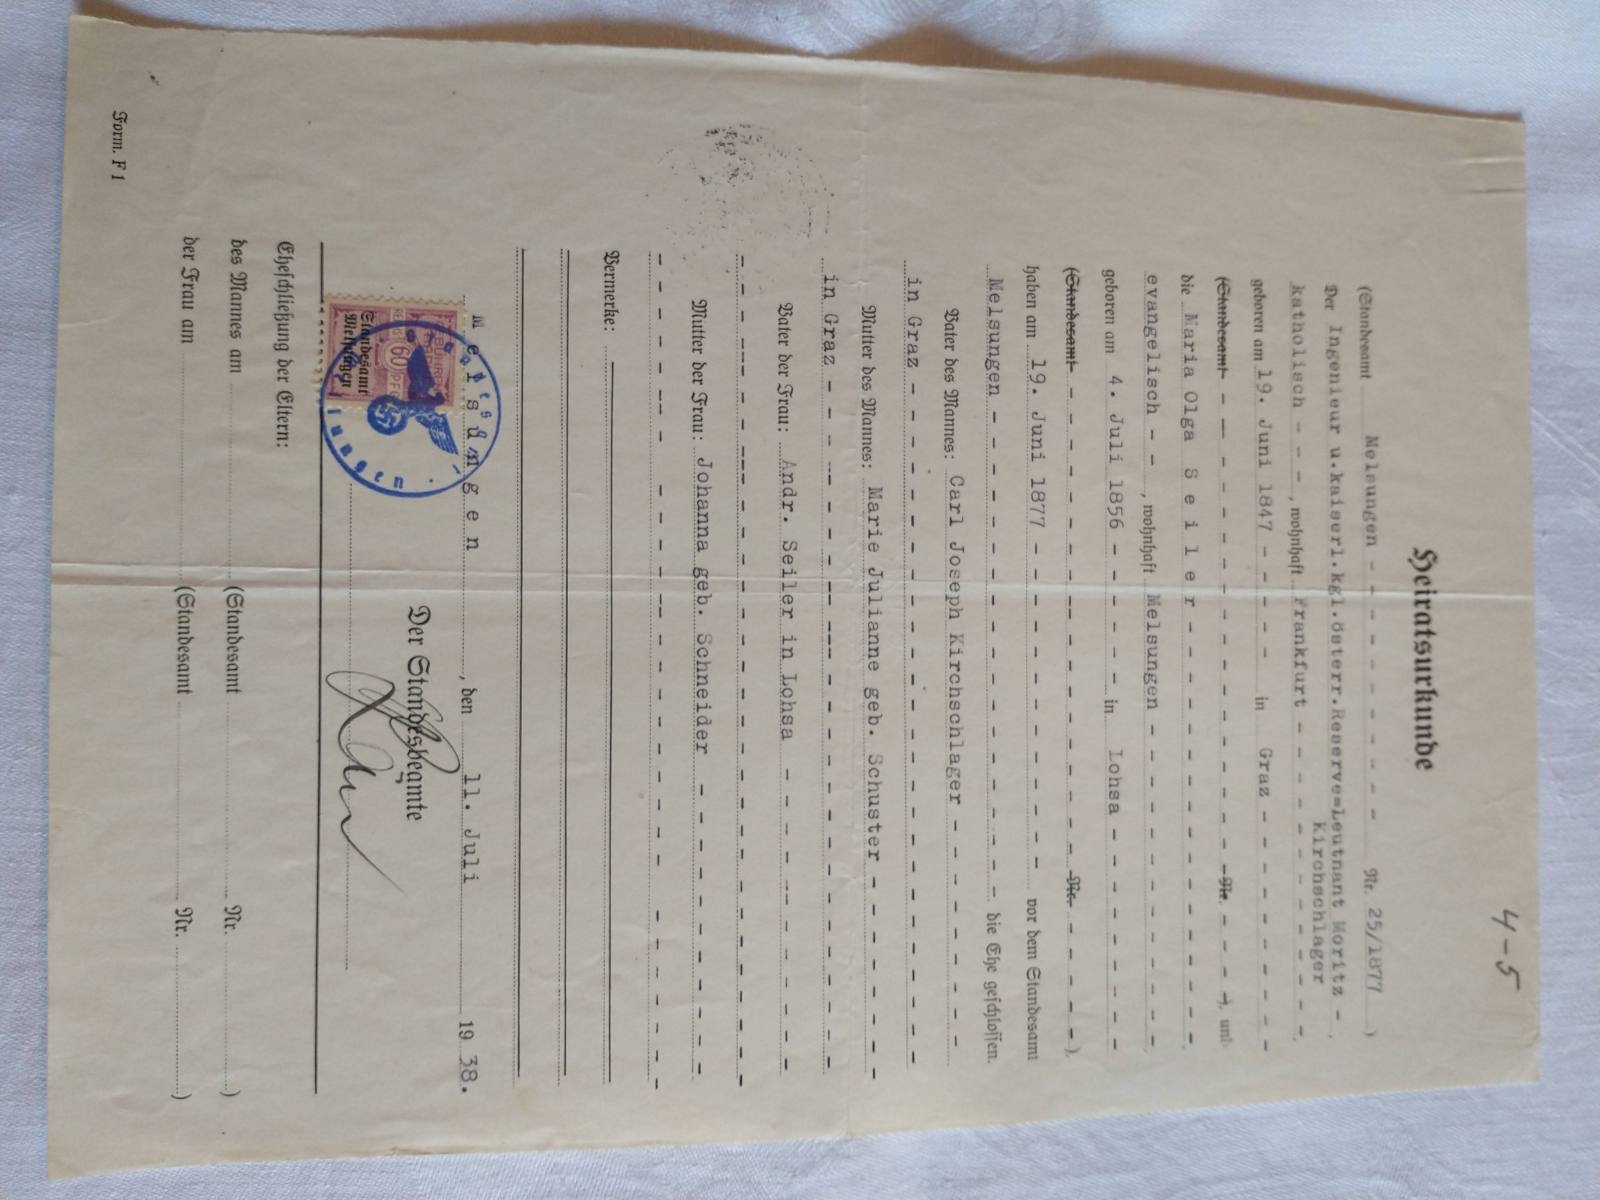 4-5
Heiratsurkunde
(Standesamt Melsungen - - - - - - - - - - Nr. 25/1877 )
Der Ingenieur u.kaiserl.kgl.österr.Reserve=Leutnant Moritz - ,
Kirchschlager
katholisch - - - , wohnhaft Frankfurt - - - - - - - - - - - ,
geboren am 19. Juni 1847 - - - - - in Graz - - - - - - - -
(Standesamt - - - - - - - - - - - - - - Nr. - - - - ), und
die Maria Olga S e i l e r - - - - - - - - - - - - - - -,
evangelisch - - , wohnhaft Melsungen - - - - - - - - - - -,
geboren am 4. Juli 1856 - - - - - in Lohsa - - - - - - - -
(Standesamt - - - - - - - - - - - - - - Nr. - - - - - - ),
haben am 19. Juni 1877 - - - - - - - - - - vor dem Standesamt
Melsungen - - - - - - - - - - - - - - - die Ehe geschlossen.
Vater des Mannes: Carl Joseph Kirchschlager - - - - - - - -
in Graz - - - - - - - - - - - - - - - - - - - - - - - - -
Mutter des Mannes: Marie Julianne geb. Schuster - - - - - - -
in Graz - - - - - - - - - - - - - - - - - - - - - - - - -
Vater der Frau: Andr. Seiler in Lohsa - - - - - - - - - -
- - - - - - - - - - - - - - - - - - - - - - - - - - - - -
Mutter der Frau: Johanna geb. Schneider - - - - - - - - - -
- - - - - - - - - - - - - - - - - - - - - - - - - - - - -
Vermerke:
M e l s u n g e n , den 11. Juli 19 38.
Der Standesbeamte
60 PFG
Standesamt
Melsungen
Eheschließung der Eltern:
des Mannes am (Standesamt Nr. )
der Frau am (Standesamt Nr. )
Form. F 1